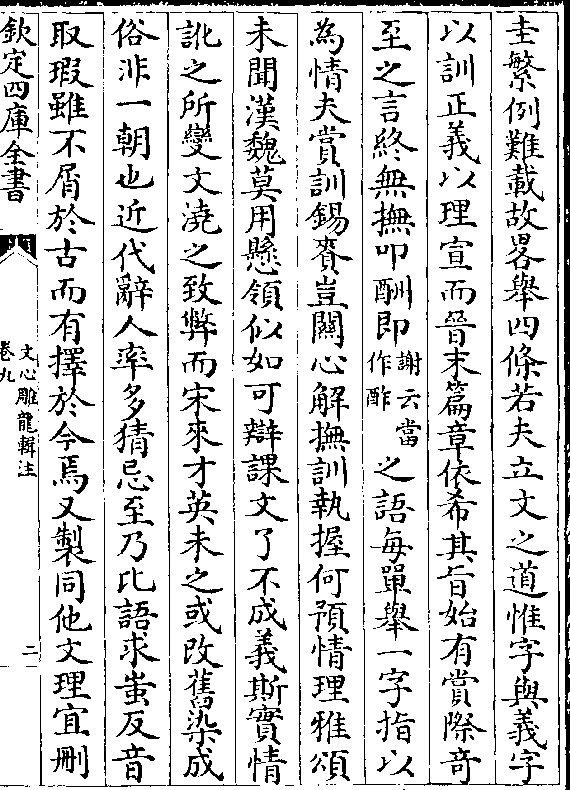 圭繁例難載故畧舉四條若夫立文之道惟字與義字
以訓正義以理宣而晉末篇章依希其旨始有賞際奇
至之言終無撫叩酬即謝云當作酢之語每單舉一字指以
為情夫賞訓錫賚豈關心解撫訓執握何預情理雅頌
未聞漢魏莫用懸領似如可辯課文了不成義斯實情
訛之所變文澆之致弊而宋來才英未之或改舊染成
俗非一朝也近代辭人率多猜忌至乃比語求蚩反音
取瑕雖不屑於古而有擇於今焉又製同他文理宜刪
欽定四庫全書
文心雕龍輯注
卷九
二